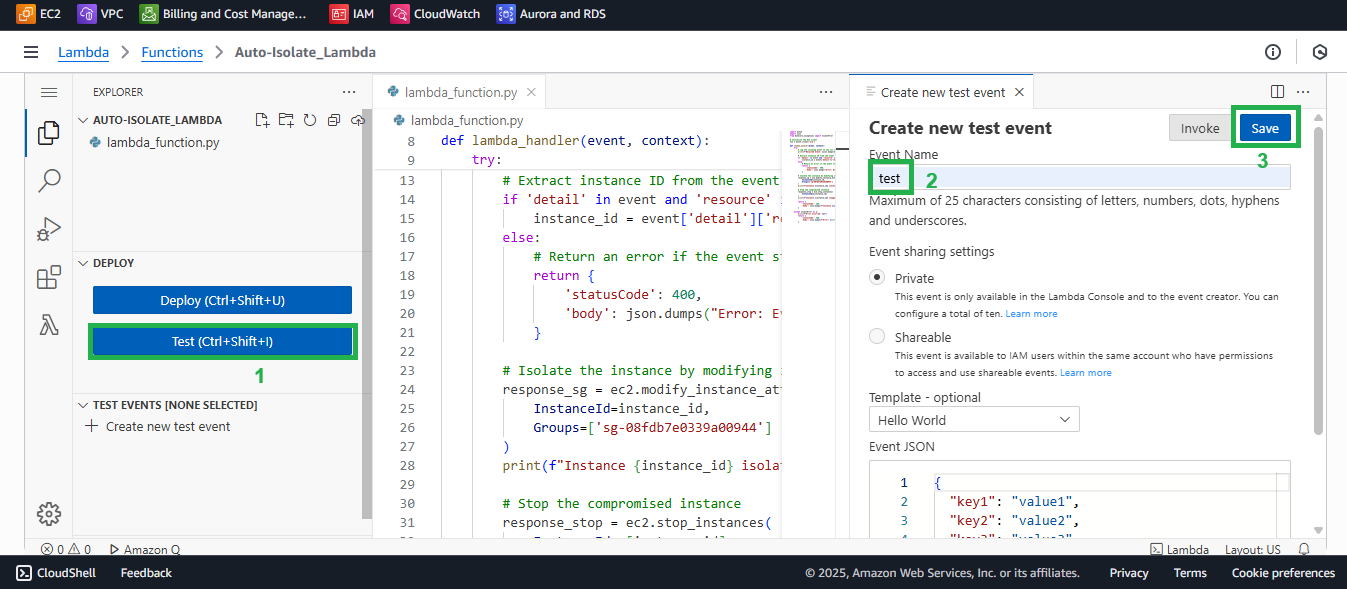 EC2 VPC Billing and Cost Manage... IAM CloudWatch Aurora and RDS
Lambda > Functions > Auto-Isolate_Lambda
EXPLORER
AUTO-ISOLATE_LAMBDA
lambda_function.py
DEPLOY
Deploy (Ctrl+Shift+U)
Test (Ctrl+Shift+I)
1
TEST EVENTS [NONE SELECTED]
Create new test event
lambda_function.py
lambda_function.py
8 def lambda_handler(event, context):
9 try:
13 # Extract instance ID from the event
14 if 'detail' in event and 'resource'
15 instance_id = event['detail']['re
16 else:
17 # Return an error if the event s
18 return {
19 'statusCode': 400,
20 'body': json.dumps("Error: E
21 }
22
23 # Isolate the instance by modifying
24 response_sg = ec2.modify_instance_at
25 InstanceId=instance_id,
26 Groups=['sg-08fdb7e0339a00944']
27 )
28 print(f"Instance {instance_id} isola
29
30 # Stop the compromised instance
31 response_stop = ec2.stop_instances(
Create new test event
Create new test event
Invoke Save
3
Event Name
test
2
Maximum of 25 characters consisting of letters, numbers, dots, hyphens
and underscores.
Event sharing settings
Private
This event is only available in the Lambda Console and to the event creator. You can
configure a total of ten. Learn more
Shareable
This event is available to IAM users within the same account who have permissions
to access and use shareable events. Learn more
Template - optional
Hello World
Event JSON
1 {
2 "key1": "value1",
3 "key2": "value2",
0 0 Amazon Q
Lambda Layout: US
CloudShell Feedback
© 2025, Amazon Web Services, Inc. or its affiliates. Privacy Terms Cookie preferences